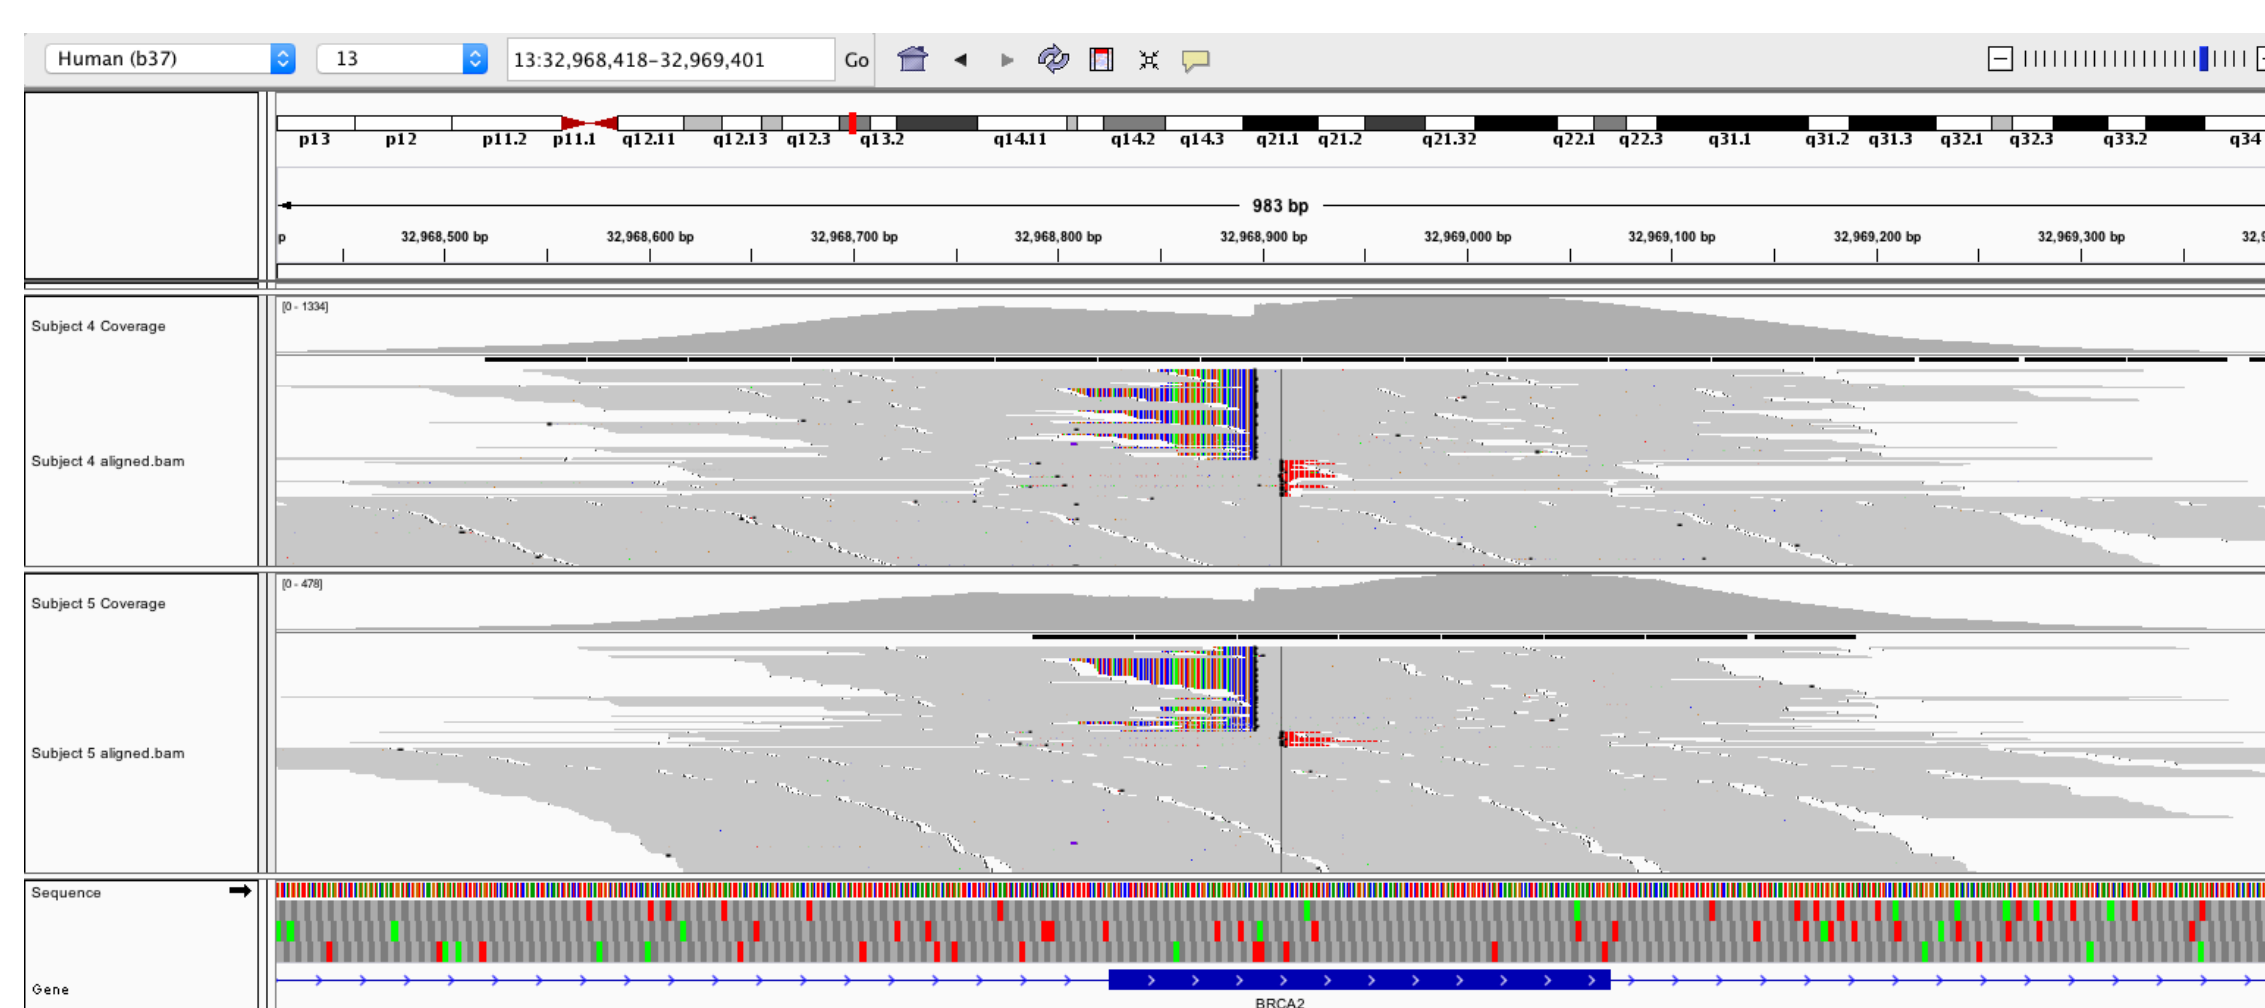 Human (b37) 13 13:32,968,418-32,969,401 Go
p13 p12 p11.2 p11.1 q12.11 q12.13 q12.3 q13.2 q14.11 q14.2 q14.3 q21.1 q21.2 q21.32 q22.1 q22.3 q31.1 q31.2 q31.3 q32.1 q32.3 q33.2 q34
983 bp
p 32,968,500 bp 32,968,600 bp 32,968,700 bp 32,968,800 bp 32,968,900 bp 32,969,000 bp 32,969,100 bp 32,969,200 bp 32,969,300 bp 32,9
[0 - 1334]
Subject 4 Coverage
Subject 4 aligned.bam
[0 - 478]
Subject 5 Coverage
Subject 5 aligned.bam
Sequence
Gene
BRCA2